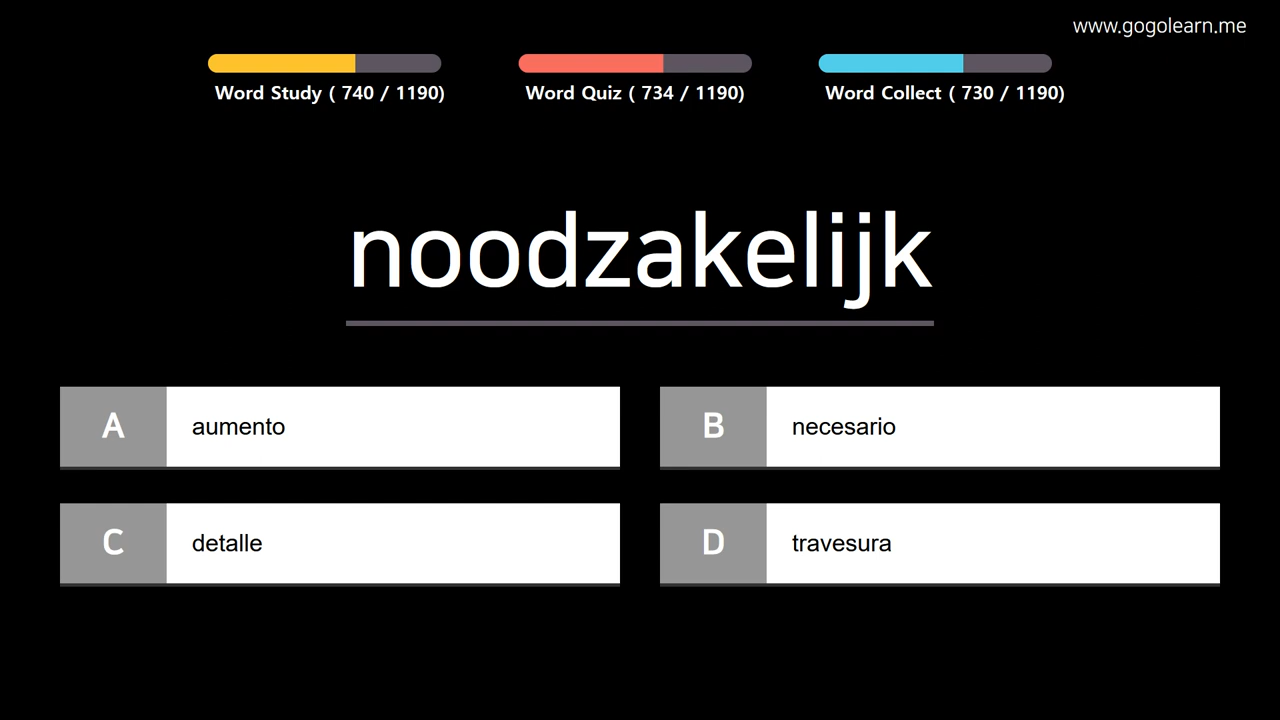 www.gogolearn.me
Word Study ( 740 / 1190)
Word Quiz ( 734 / 1190)
Word Collect ( 730 / 1190)
noodzakelijk
A aumento
B necesario
C detalle
D travesura